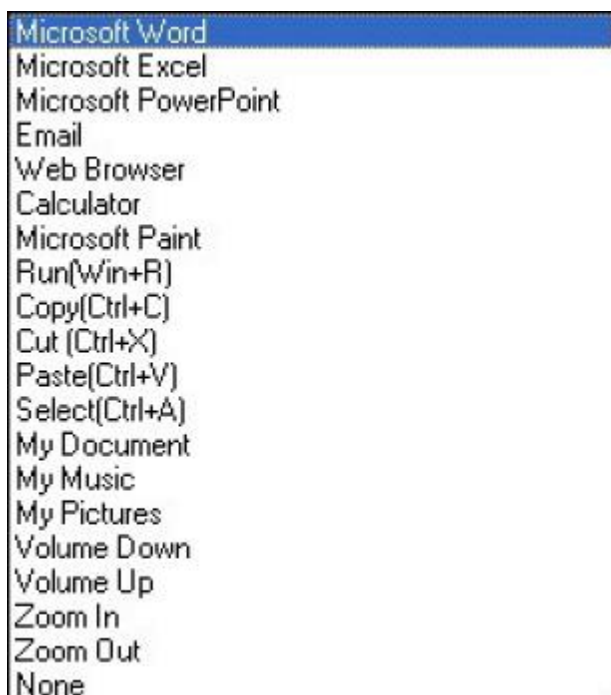 Microsoft Word
Microsoft Excel
Microsoft PowerPoint
Email
Web Browser
Calculator
Microsoft Paint
Run(Win+R)
Copy(Ctrl+C)
Cut (Ctrl+X)
Paste(Ctrl+V)
Select(Ctrl+A)
My Document
My Music
My Pictures
Volume Down
Volume Up
Zoom In
Zoom Out
None